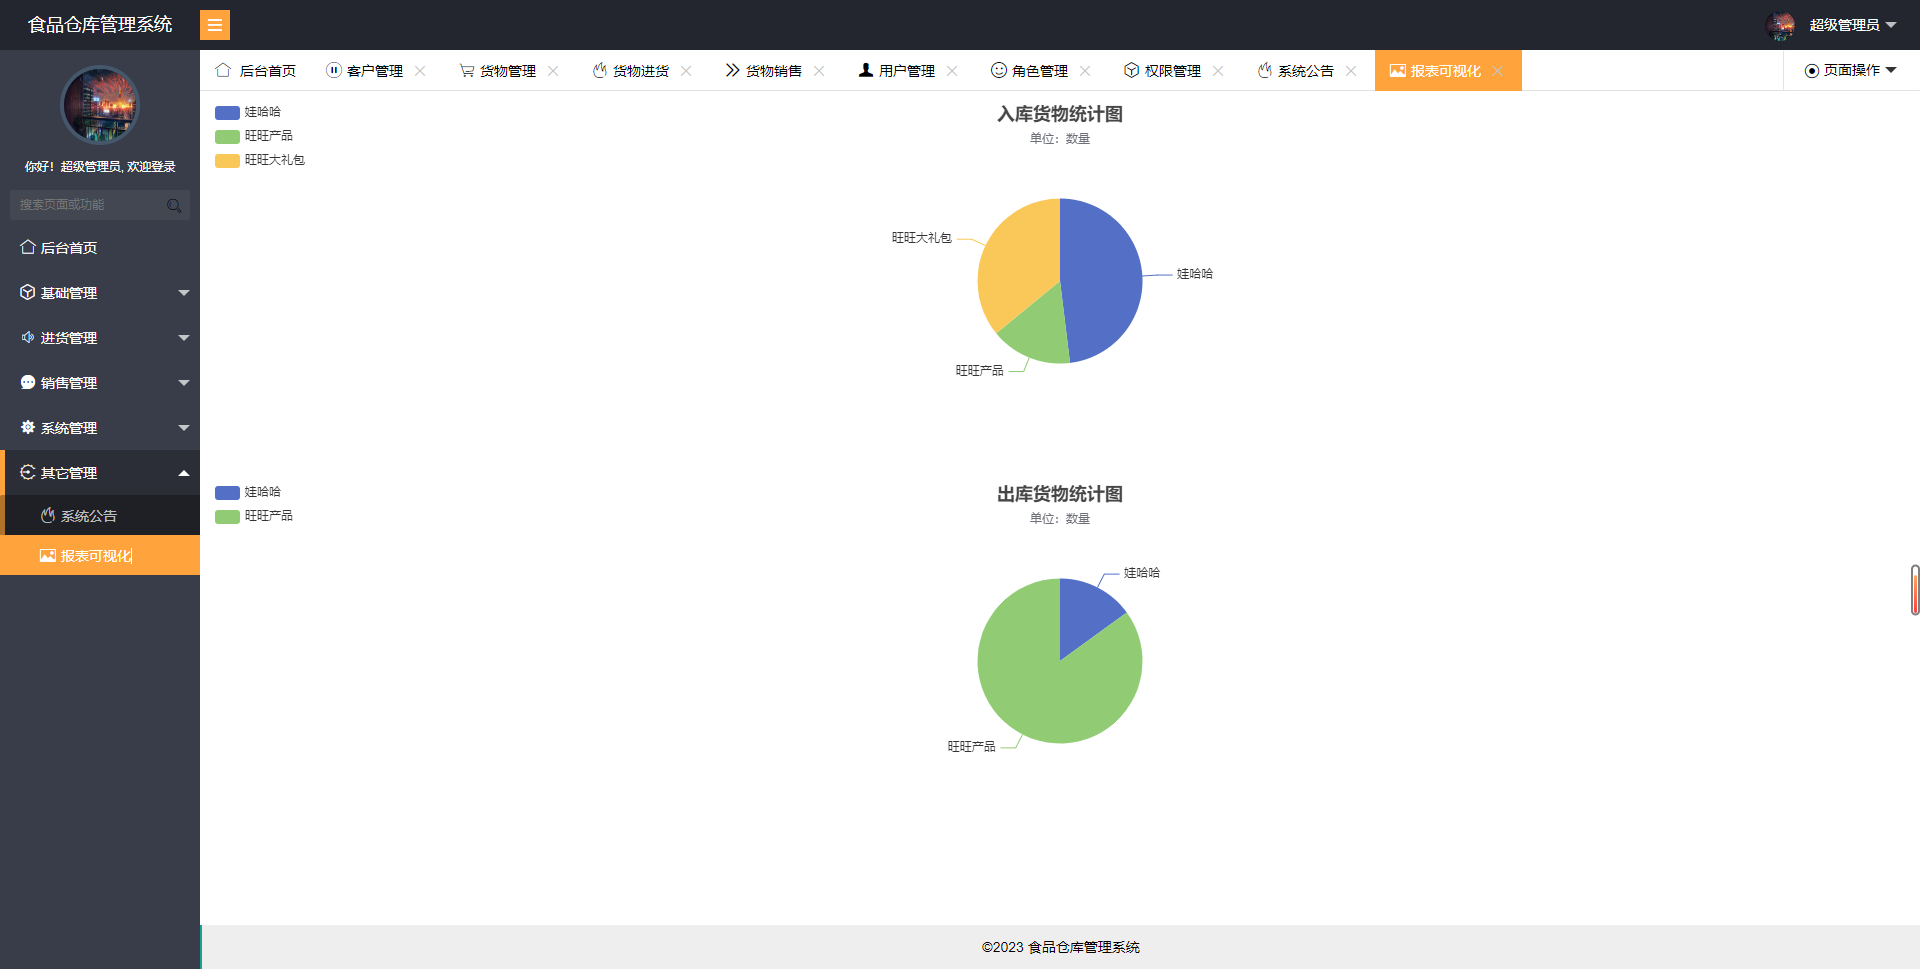 食品仓库管理系统
超级管理员
你好！超级管理员, 欢迎登录
搜索页面或功能
后台首页
基础管理
进货管理
销售管理
系统管理
其它管理
系统公告
报表可视化
后台首页 客户管理 货物管理 货物进货 货物销售 用户管理 角色管理 权限管理 系统公告 报表可视化 页面操作
娃哈哈
旺旺产品
旺旺大礼包
入库货物统计图
单位：数量
旺旺大礼包
娃哈哈
旺旺产品
娃哈哈
旺旺产品
出库货物统计图
单位：数量
娃哈哈
旺旺产品
©2023 食品仓库管理系统